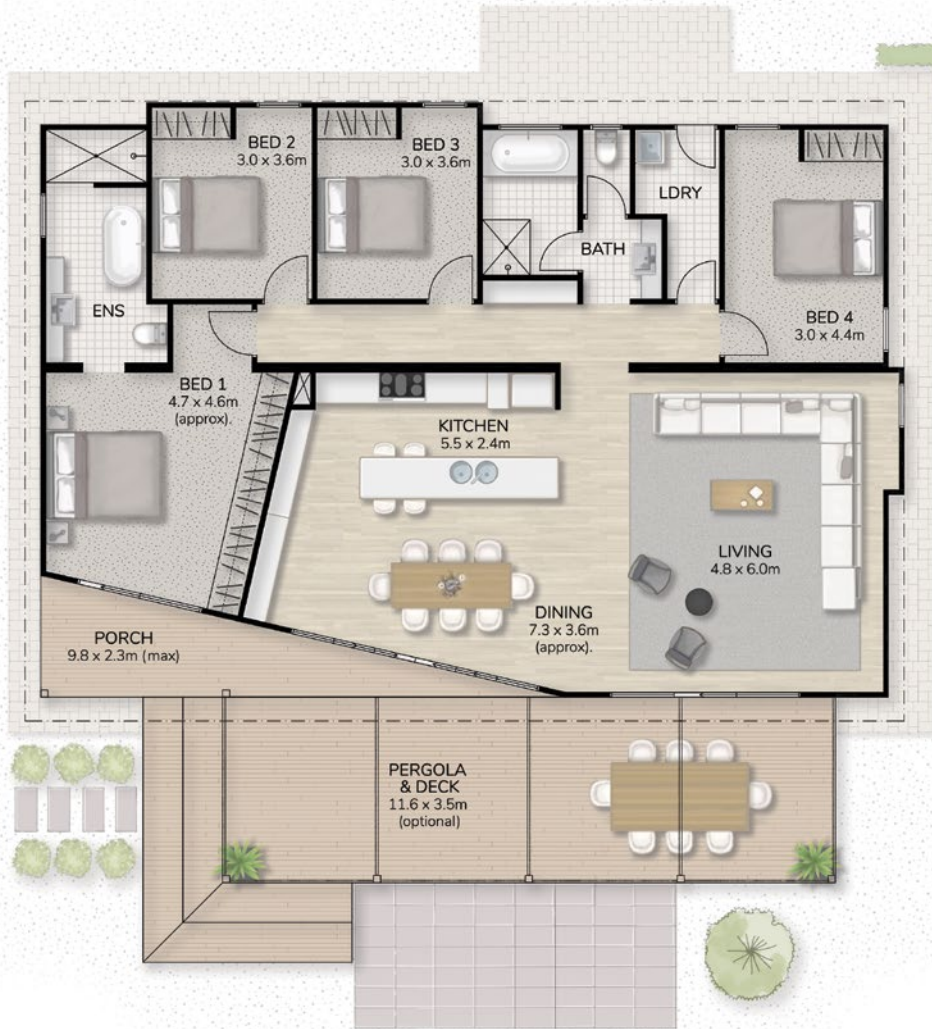 BED 2
3.0 x 3.6m
BED 3
3.0 x 3.6m
LDRY
BATH
ENS
BED 4
3.0 x 4.4m
BED 1
4.7 x 4.6m
(approx).
KITCHEN
5.5 x 2.4m
LIVING
4.8 x 6.0m
DINING
7.3 x 3.6m
(approx).
PORCH
9.8 x 2.3m (max)
PERGOLA
& DECK
11.6 x 3.5m
(optional)